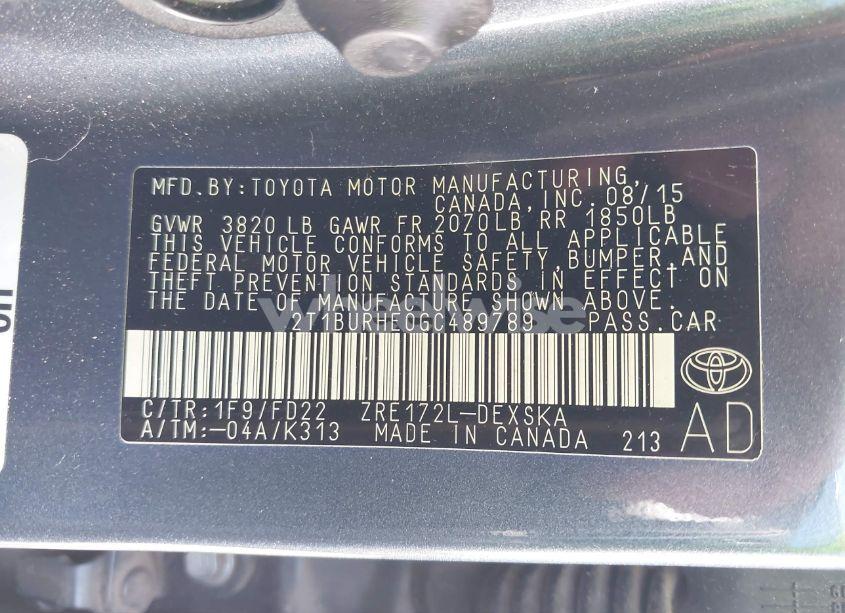 MFD.BY:TOYOTA MOTOR MANUFACTURING,
CANADA, INC. 08/15
GVWR 3820 LB GAWR FR 2070LB RR 1850LB
THIS VEHICLE CONFORMS TO ALL APPLICABLE
FEDERAL MOTOR VEHICLE SAFETY, BUMPER, AND
THEFT PREVENTION STANDARDS IN EFFECT ON
THE DATE OF MANUFACTURE SHOWN ABOVE.
wheelwise
2T1BURHE0GC489789 PASS.CAR
C/TR:1F9/FD22 ZRE172L-DEXSKA
A/TM:-04A/K313 MADE IN CANADA 213 AD